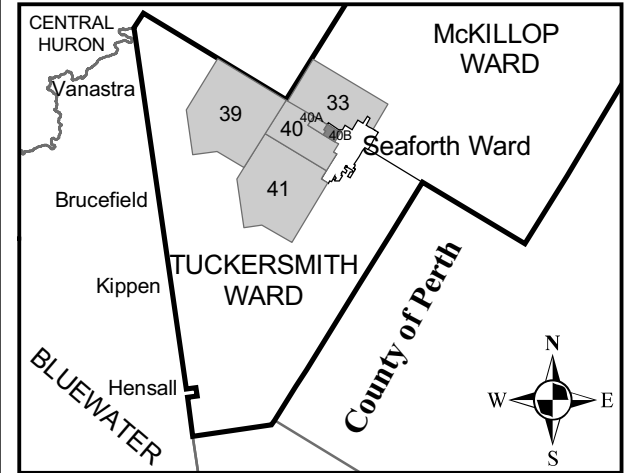 CENTRAL
HURON
McKILLOP
WARD
Vanastra
39
33
40A
40
40B
Seaforth Ward
41
Brucefield
TUCKERSMITH
WARD
Kippen
County of Perth
BLUEWATER
Hensall
N
W
E
S